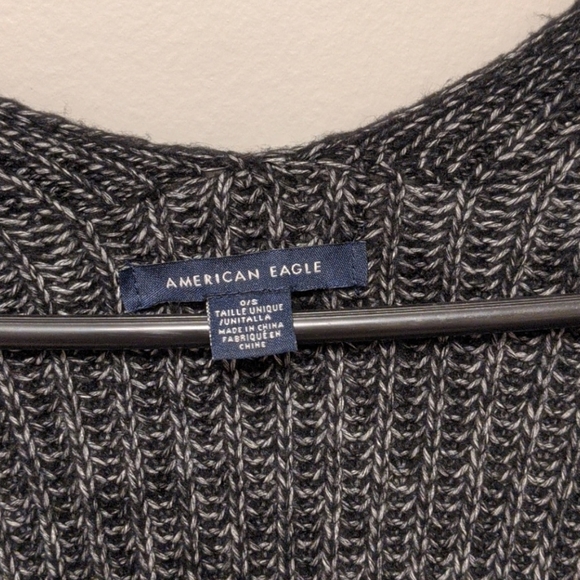 AMERICAN EAGLE
O/S
TAILLE UNIQUE
/UNITALLA
MADE IN CHINA
FABRIQUÉ EN
CHINE